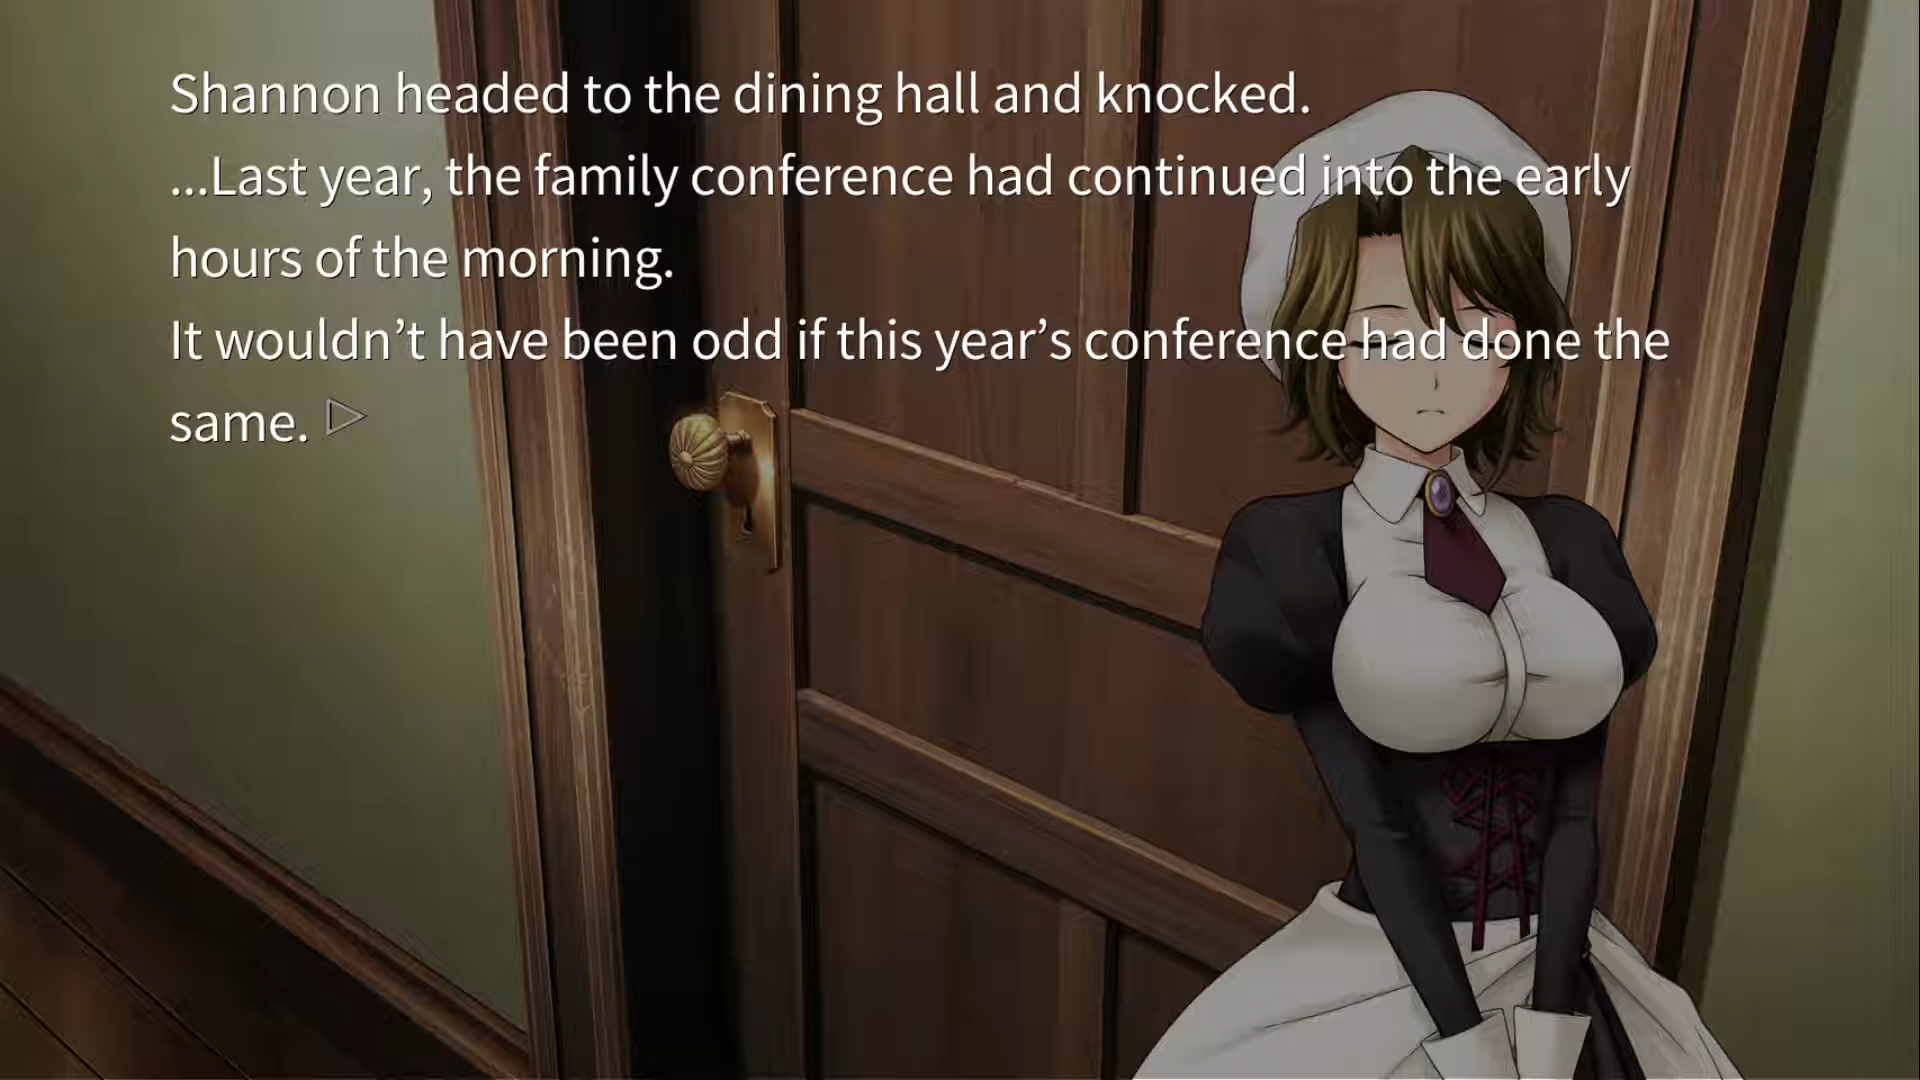 Shannon headed to the dining hall and knocked.
...Last year, the family conference had continued into the early
hours of the morning.
It wouldn’t have been odd if this year’s conference had done the
same.